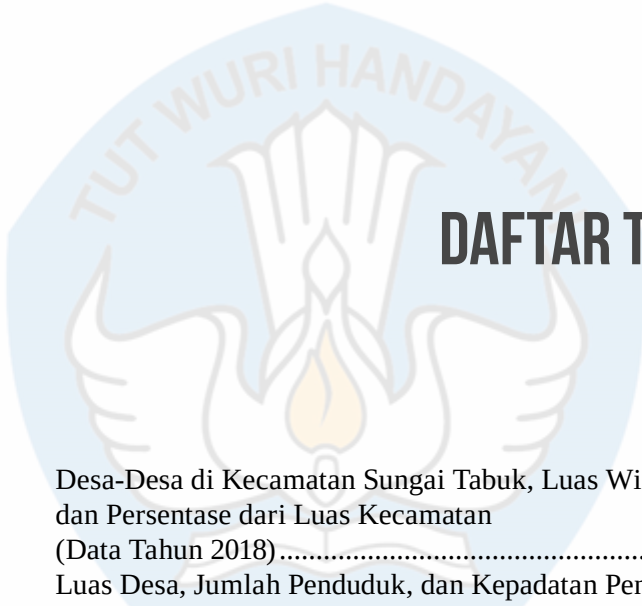 TUT WURI HANDAYANI
DAFTAR T
Desa-Desa di Kecamatan Sungai Tabuk, Luas Wi
dan Persentase dari Luas Kecamatan
(Data Tahun 2018)..................................................
Luas Desa, Jumlah Penduduk, dan Kepadatan Pen